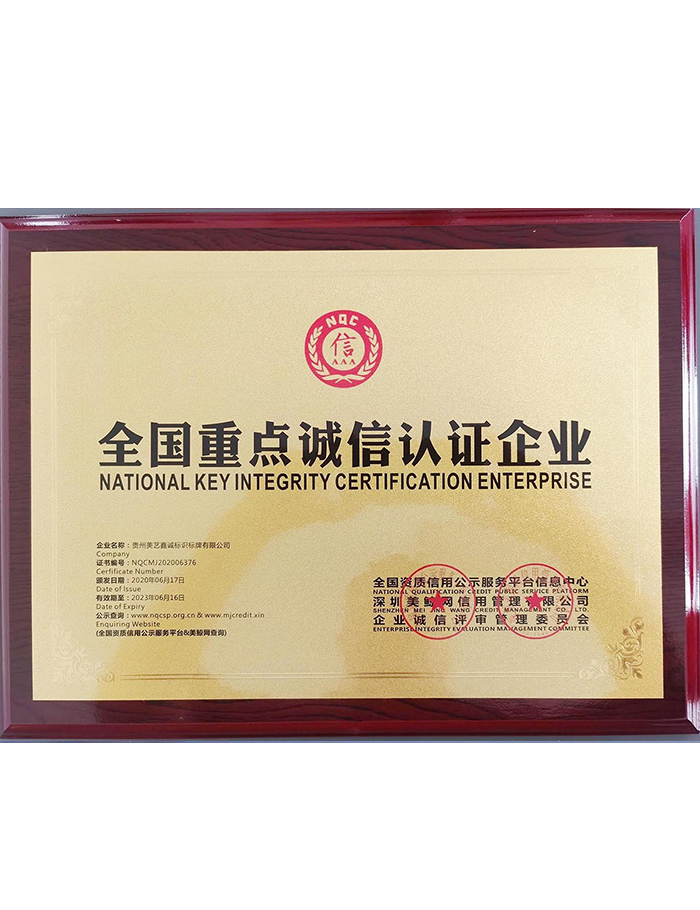 NQC
信
AAA
全国重点诚信认证企业
NATIONAL KEY INTEGRITY CERTIFICATION ENTERPRISE
企业名称：贵州美艺鑫诚标识标牌有限公司
Company
证书编号：NQCMJ202006376
Cerfificate Number
颁发日期：2020年06月17日
Date of Issue
有效期至：2023年06月16日
Date of Expiry
公示查询：www.nqcsp.org.cn & www.mjcredit.xin
Enquiring Website
(全国资质信用公示服务平台&美鲸网查询)
全国资质信用公示服务平台信息中心
NATIONAL QUALIFICATION CREDIT PUBLIC SERVICE PLATFORM
深圳美鲸网信用管理有限公司
SHENZHEN MEI JING WANG CREDIT MANAGEMENT CO., LTD.
企业诚信评审管理委员会
ENTERPRISE INTEGRITY EVALUATION MANAGEMENT COMMITTEE